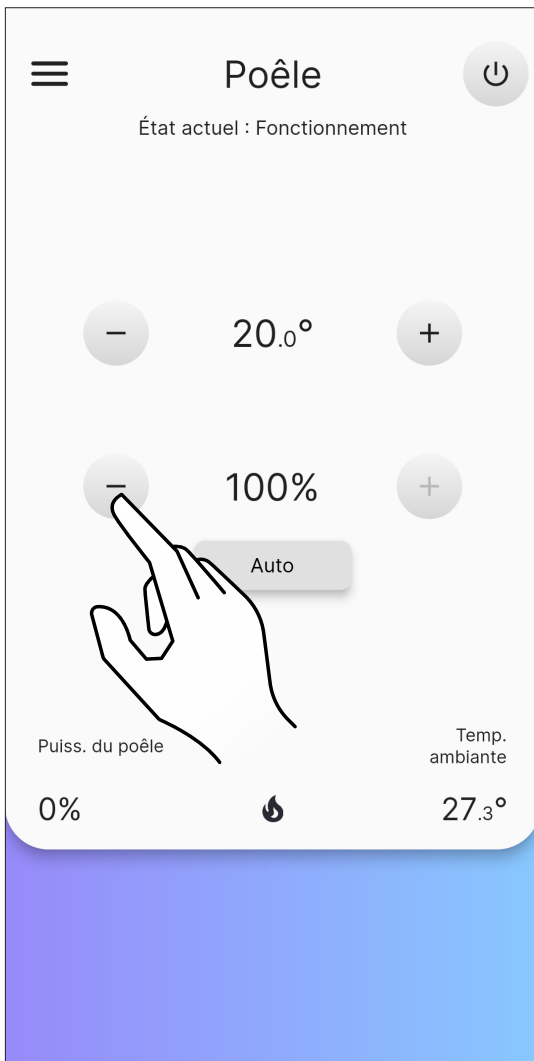 Poêle
État actuel : Fonctionnement
− 20.0° +
− 100% +
Auto
Puiss. du poêle
Temp.
ambiante
0%
27.3°